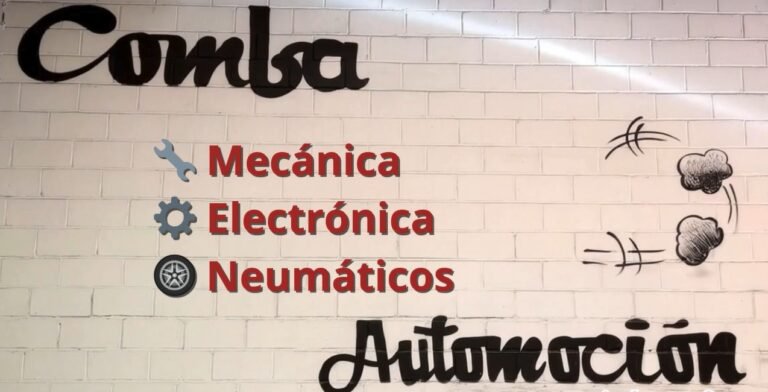 Comba
Mecánica
Electrónica
Neumáticos
Automoción